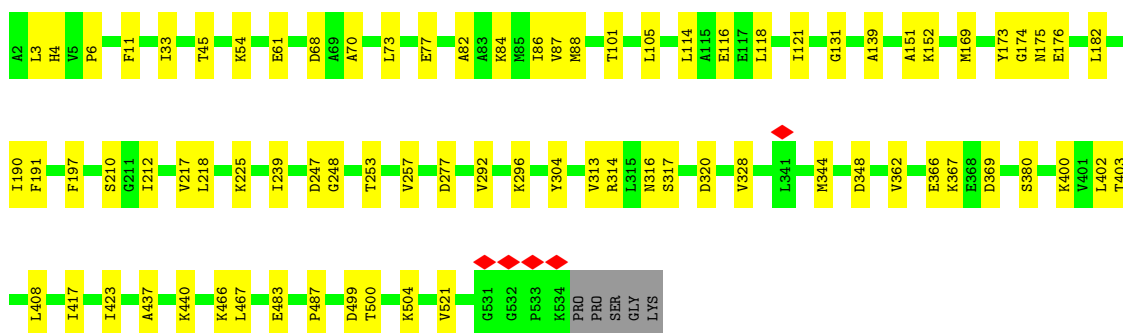 A2 L3 H4 V5 P6 F11 I33 T45 K54 E61 D68 A69 A70 L73 E77 A82 A83 K84 M85 I86 V87 M88 T101 L105 L114 A115 E116 E117 L118 I121 G131 A139 A151 K152 M169 Y173 G174 N175 E176 L182
I190 F191 F197 S210 G211 I212 V217 L218 K225 I239 D247 G248 T253 V257 D277 V292 K296 Y304 V313 R314 L315 N316 S317 D320 V328 L341 M344 D348 V362 E366 K367 E368 D369 S380 K400 V401 L402 T403
L408 I417 I423 A437 K440 K466 L467 E483 P487 D499 T500 K504 V521 G531 G532 P533 K534 PRO PRO SER GLY LYS